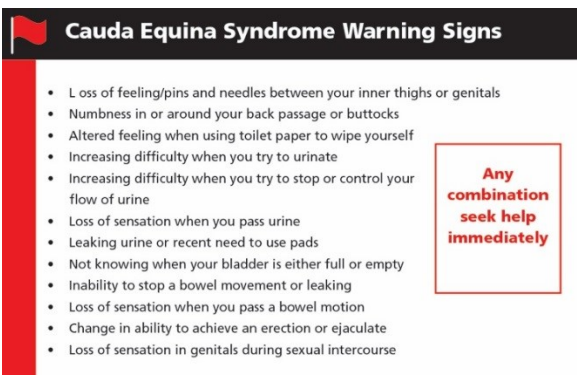 Cauda Equina Syndrome Warning Signs
• L oss of feeling/pins and needles between your inner thighs or genitals
• Numbness in or around your back passage or buttocks
• Altered feeling when using toilet paper to wipe yourself
• Increasing difficulty when you try to urinate
• Increasing difficulty when you try to stop or control your
flow of urine
• Loss of sensation when you pass urine
• Leaking urine or recent need to use pads
• Not knowing when your bladder is either full or empty
• Inability to stop a bowel movement or leaking
• Loss of sensation when you pass a bowel motion
• Change in ability to achieve an erection or ejaculate
• Loss of sensation in genitals during sexual intercourse
Any
combination
seek help
immediately